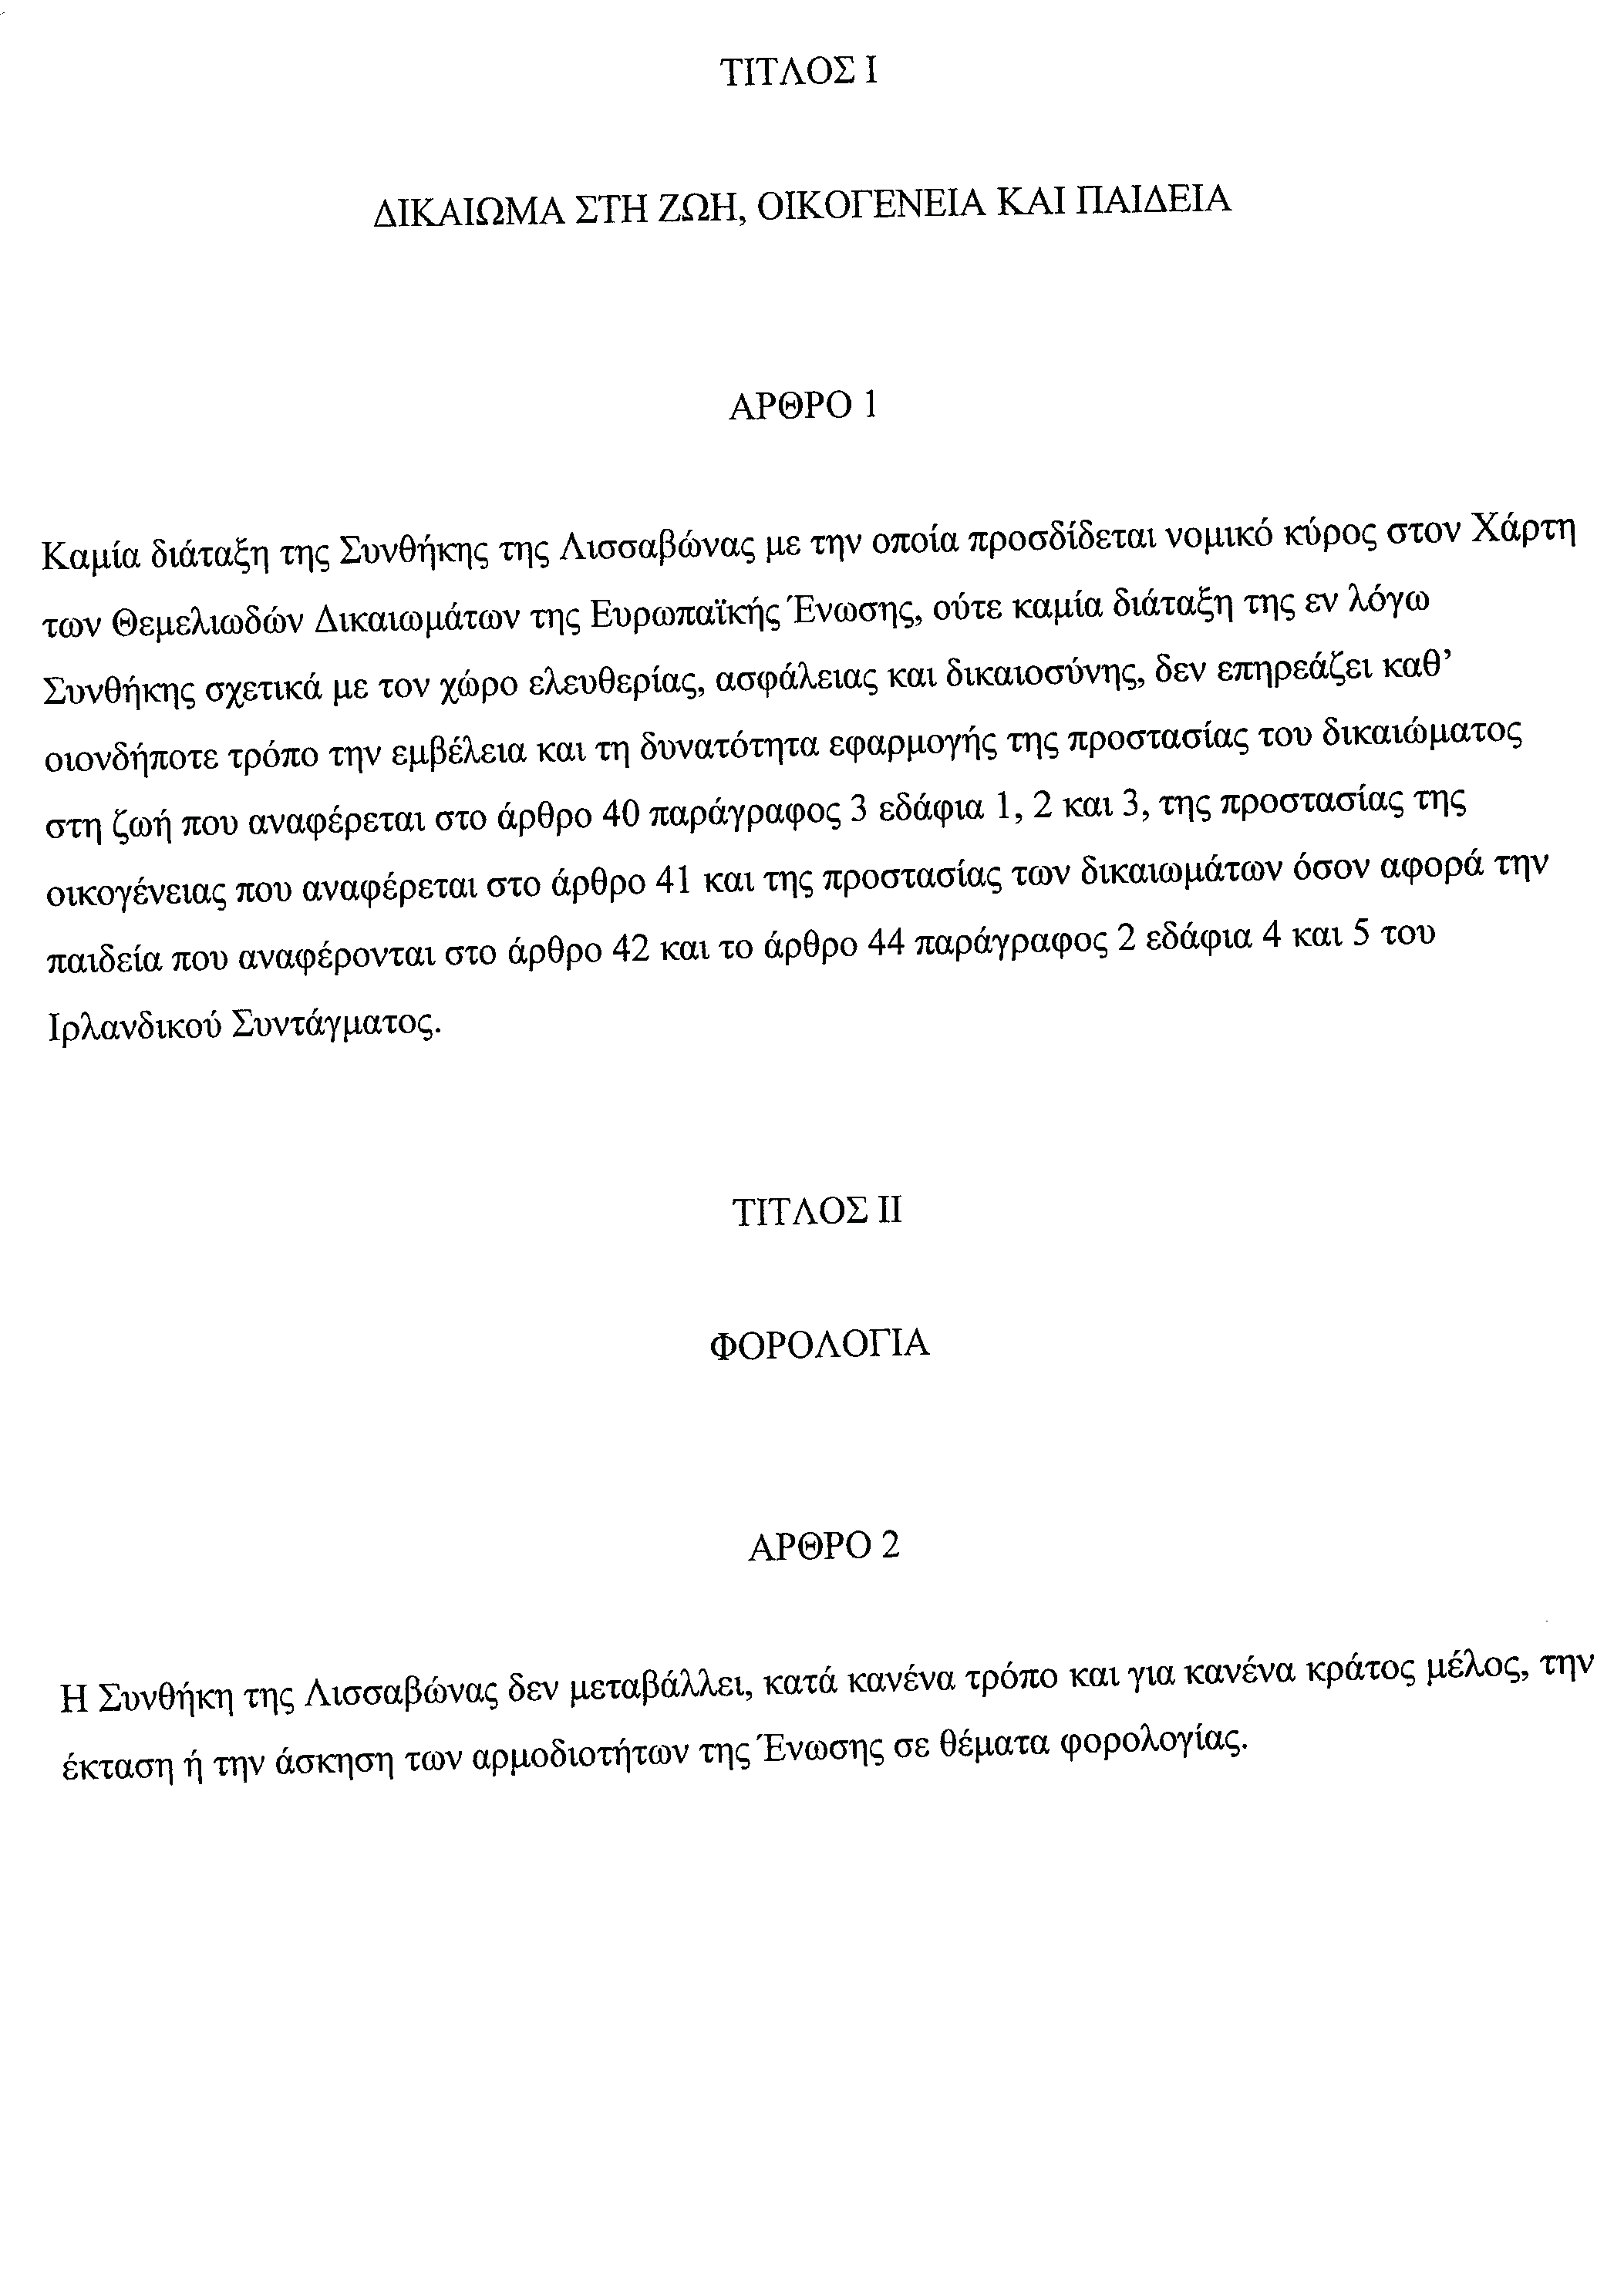 ΤΙΤΛΟΣ Ι
ΔΙΚΑΙΩΜΑ ΣΤΗ ΖΩΗ, ΟΙΚΟΓΕΝΕΙΑ ΚΑΙ ΠΑΙΔΕΙΑ
ΑΡΘΡΟ 1
Καμία διάταξη της Συνθήκης της Λισσαβώνας με την οποία προσδίδεται νομικό κύρος στον Χάρτη
των Θεμελιωδών Δικαιωμάτων της Ευρωπαϊκής Ένωσης, ούτε καμία διάταξη της εν λόγω
Συνθήκης σχετικά με τον χώρο ελευθερίας, ασφάλειας και δικαιοσύνης, δεν επηρεάζει καθ’
οιονδήποτε τρόπο την εμβέλεια και τη δυνατότητα εφαρμογής της προστασίας του δικαιώματος
στη ζωή που αναφέρεται στο άρθρο 40 παράγραφος 3 εδάφια 1, 2 και 3, της προστασίας της
οικογένειας που αναφέρεται στο άρθρο 41 και της προστασίας των δικαιωμάτων όσον αφορά την
παιδεία που αναφέρονται στο άρθρο 42 και το άρθρο 44 παράγραφος 2 εδάφια 4 και 5 του
Ιρλανδικού Συντάγματος.
ΤΙΤΛΟΣ ΙΙ
ΦΟΡΟΛΟΓΙΑ
ΑΡΘΡΟ 2
Η Συνθήκη της Λισσαβώνας δεν μεταβάλλει, κατά κανένα τρόπο και για κανένα κράτος μέλος, την
έκταση ή την άσκηση των αρμοδιοτήτων της Ένωσης σε θέματα φορολογίας.